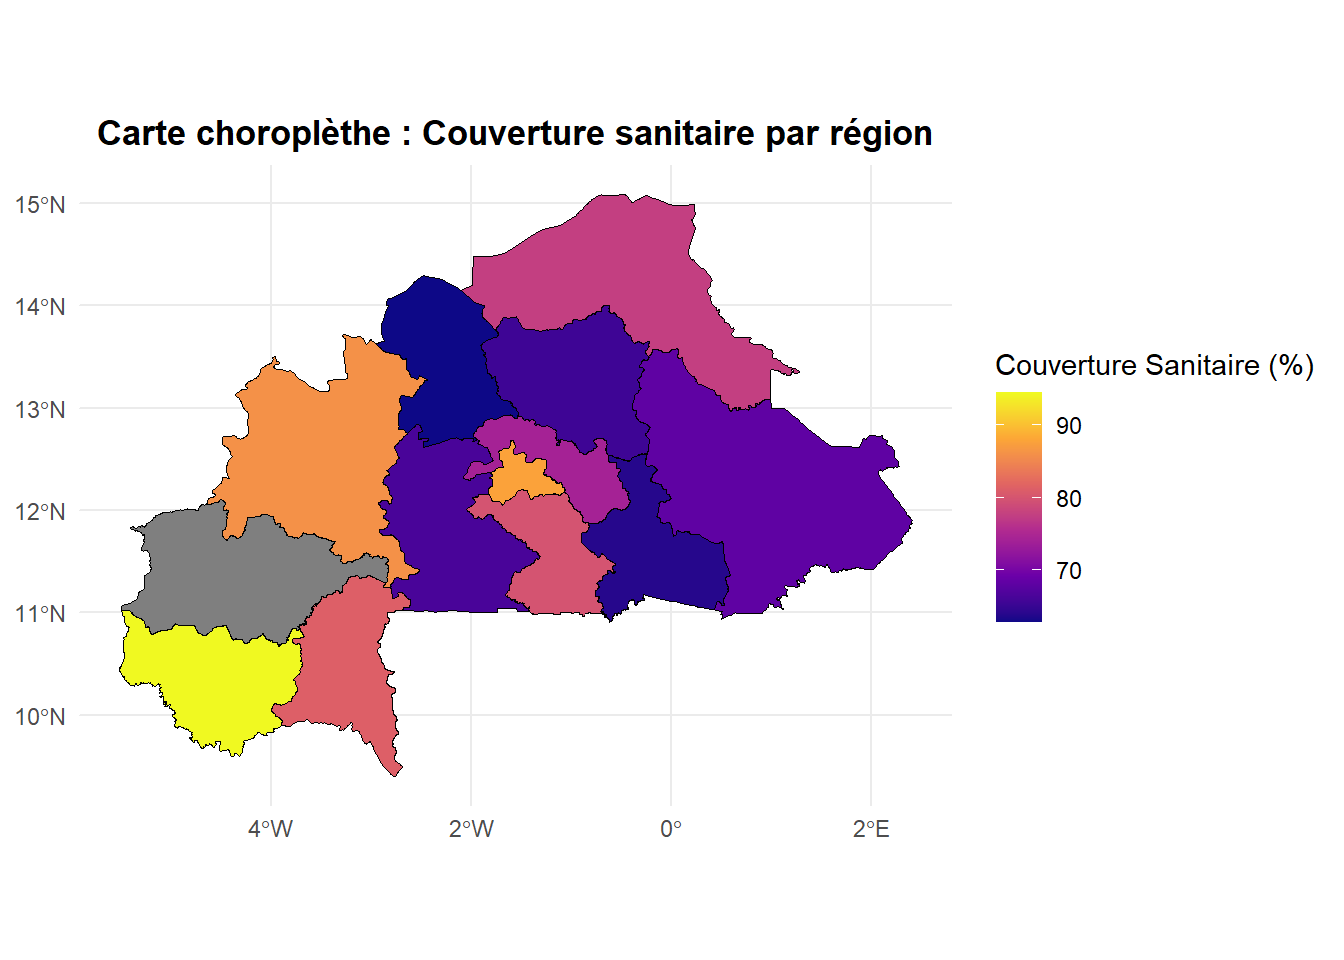 Carte choroplèthe : Couverture sanitaire par région
15°N
14°N
13°N
12°N
11°N
10°N
4°W
2°W
0°
2°E
Couverture Sanitaire (%)
90
80
70